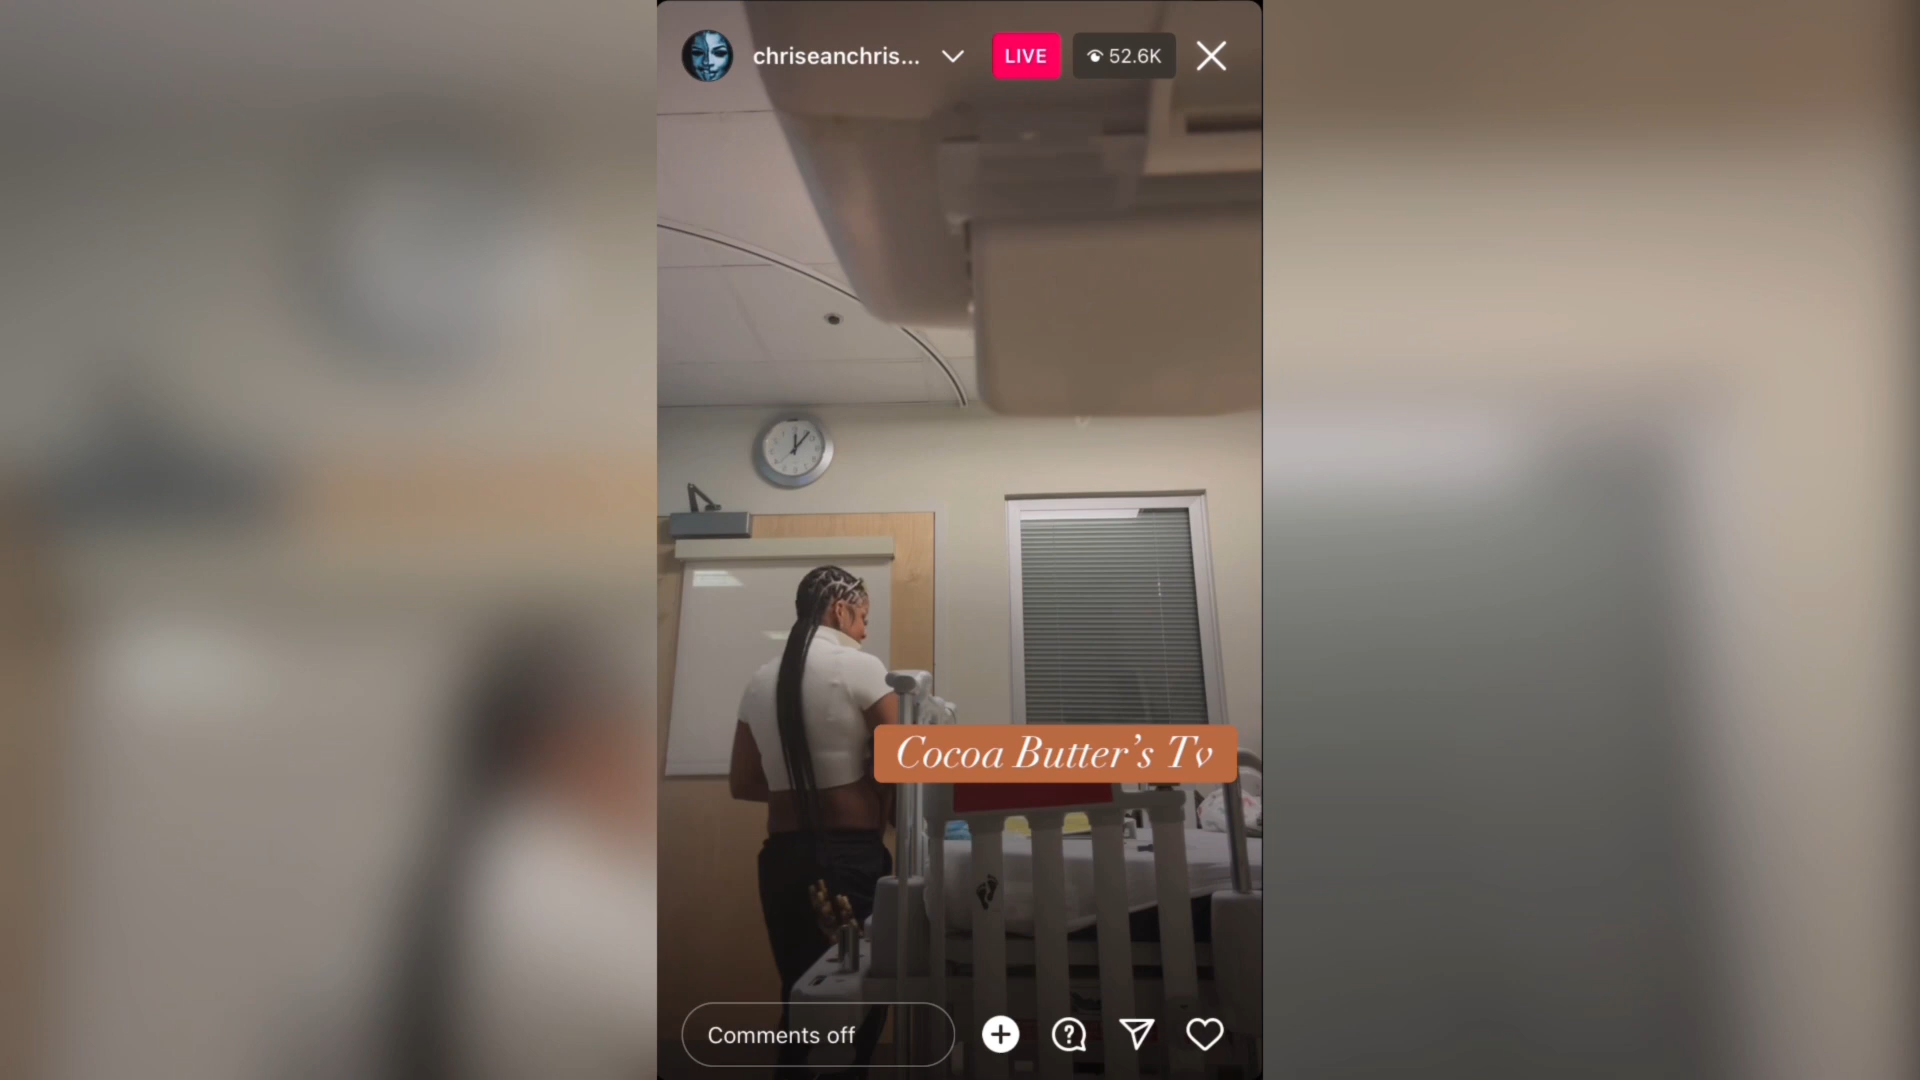 chriseanchris...
LIVE
52.6K
Cocoa Butter's Tv
Comments off